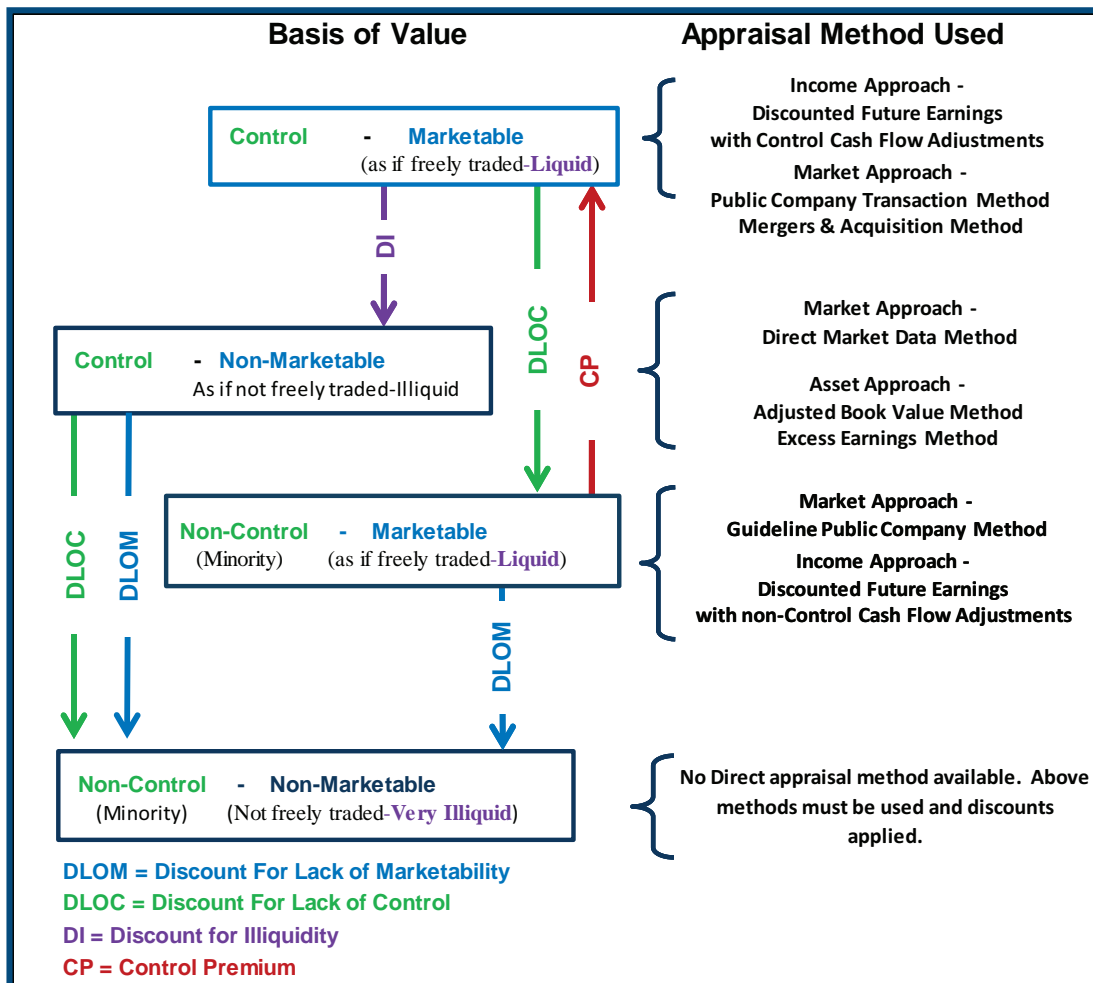 Basis of Value
Appraisal Method Used
Control - Marketable
(as if freely traded-Liquid)
Income Approach -
Discounted Future Earnings
with Control Cash Flow Adjustments
Market Approach -
Public Company Transaction Method
Mergers & Acquisition Method
DI
DLOC
CP
Control - Non-Marketable
As if not freely traded-Illiquid
Market Approach -
Direct Market Data Method
Asset Approach -
Adjusted Book Value Method
Excess Earnings Method
DLOC
DLOM
Non-Control - Marketable
(Minority) (as if freely traded-Liquid)
Market Approach -
Guideline Public Company Method
Income Approach -
Discounted Future Earnings
with non-Control Cash Flow Adjustments
DLOM
Non-Control - Non-Marketable
(Minority) (Not freely traded-Very Illiquid)
No Direct appraisal method available. Above
methods must be used and discounts
applied.
DLOM = Discount For Lack of Marketability
DLOC = Discount For Lack of Control
DI = Discount for Illiquidity
CP = Control Premium